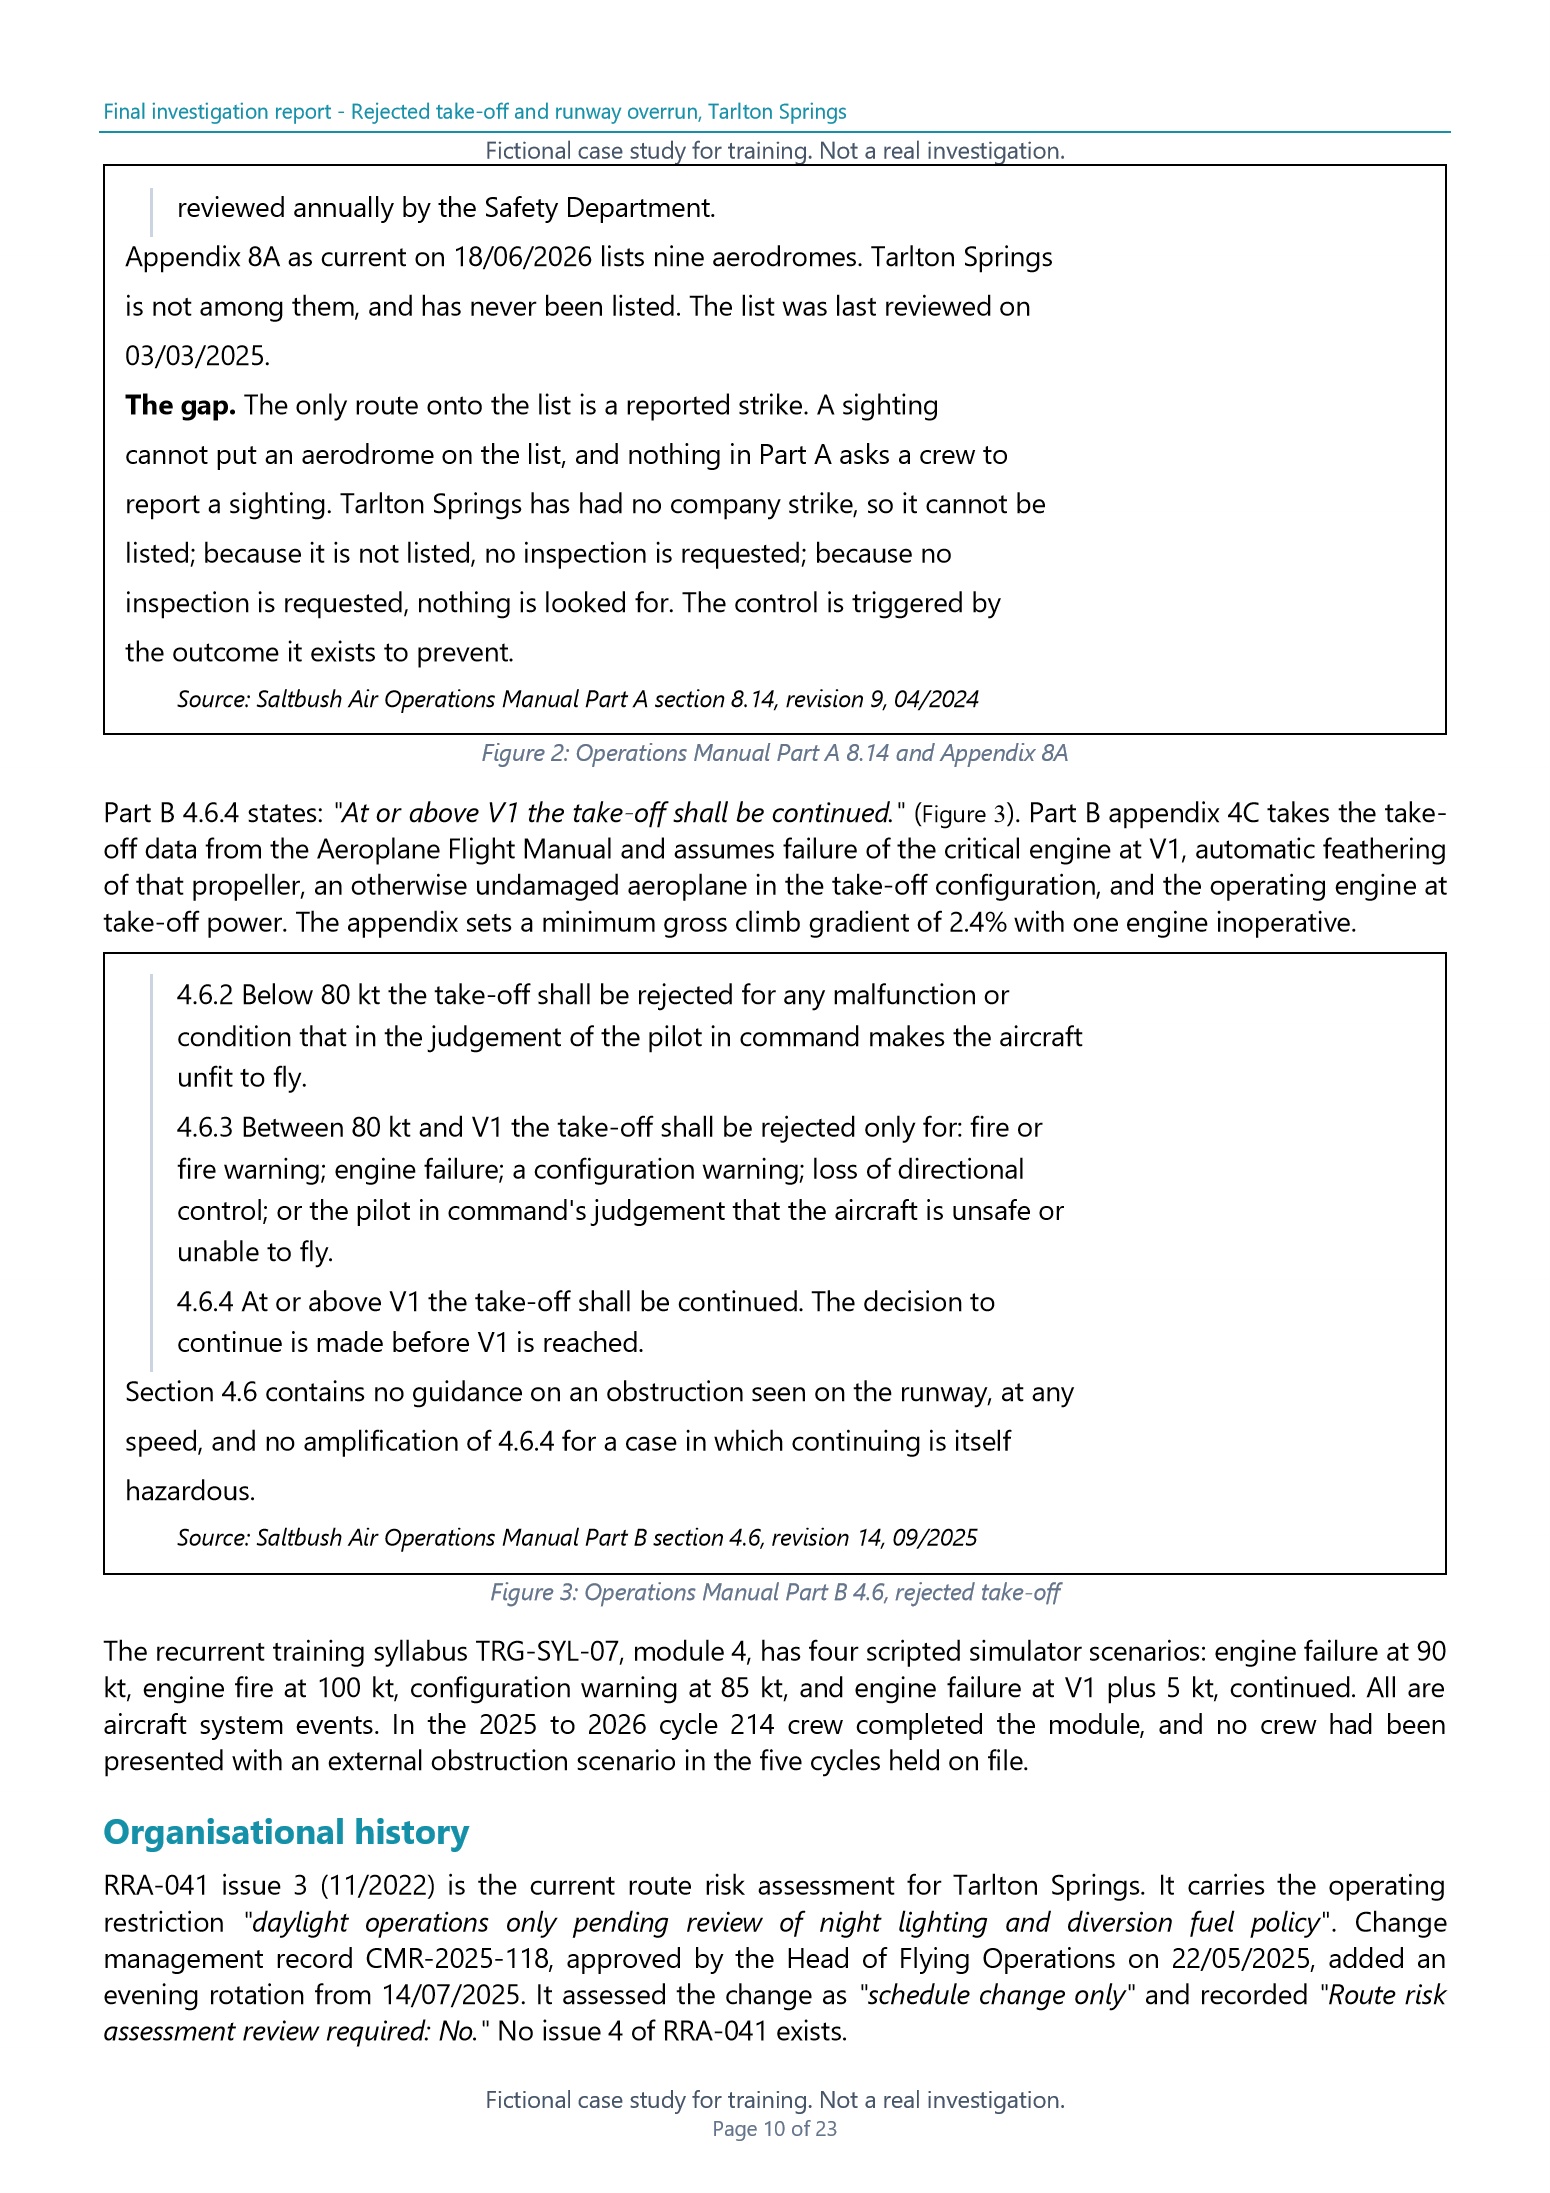 Final investigation report - Rejected take-off and runway overrun, Tarlton Springs
Fictional case study for training. Not a real investigation.
reviewed annually by the Safety Department.
Appendix 8A as current on 18/06/2026 lists nine aerodromes. Tarlton Springs
is not among them, and has never been listed. The list was last reviewed on
03/03/2025.
The gap. The only route onto the list is a reported strike. A sighting
cannot put an aerodrome on the list, and nothing in Part A asks a crew to
report a sighting. Tarlton Springs has had no company strike, so it cannot be
listed; because it is not listed, no inspection is requested; because no
inspection is requested, nothing is looked for. The control is triggered by
the outcome it exists to prevent.
Source: Saltbush Air Operations Manual Part A section 8.14, revision 9, 04/2024
Figure 2: Operations Manual Part A 8.14 and Appendix 8A
Part B 4.6.4 states: "At or above V1 the take-off shall be continued." (Figure 3). Part B appendix 4C takes the take-
off data from the Aeroplane Flight Manual and assumes failure of the critical engine at V1, automatic feathering
of that propeller, an otherwise undamaged aeroplane in the take-off configuration, and the operating engine at
take-off power. The appendix sets a minimum gross climb gradient of 2.4% with one engine inoperative.
4.6.2 Below 80 kt the take-off shall be rejected for any malfunction or
condition that in the judgement of the pilot in command makes the aircraft
unfit to fly.
4.6.3 Between 80 kt and V1 the take-off shall be rejected only for: fire or
fire warning; engine failure; a configuration warning; loss of directional
control; or the pilot in command's judgement that the aircraft is unsafe or
unable to fly.
4.6.4 At or above V1 the take-off shall be continued. The decision to
continue is made before V1 is reached.
Section 4.6 contains no guidance on an obstruction seen on the runway, at any
speed, and no amplification of 4.6.4 for a case in which continuing is itself
hazardous.
Source: Saltbush Air Operations Manual Part B section 4.6, revision 14, 09/2025
Figure 3: Operations Manual Part B 4.6, rejected take-off
The recurrent training syllabus TRG-SYL-07, module 4, has four scripted simulator scenarios: engine failure at 90
kt, engine fire at 100 kt, configuration warning at 85 kt, and engine failure at V1 plus 5 kt, continued. All are
aircraft system events. In the 2025 to 2026 cycle 214 crew completed the module, and no crew had been
presented with an external obstruction scenario in the five cycles held on file.
Organisational history
RRA-041 issue 3 (11/2022) is the current route risk assessment for Tarlton Springs. It carries the operating
restriction "daylight operations only pending review of night lighting and diversion fuel policy". Change
management record CMR-2025-118, approved by the Head of Flying Operations on 22/05/2025, added an
evening rotation from 14/07/2025. It assessed the change as "schedule change only" and recorded "Route risk
assessment review required: No." No issue 4 of RRA-041 exists.
Fictional case study for training. Not a real investigation.
Page 10 of 23